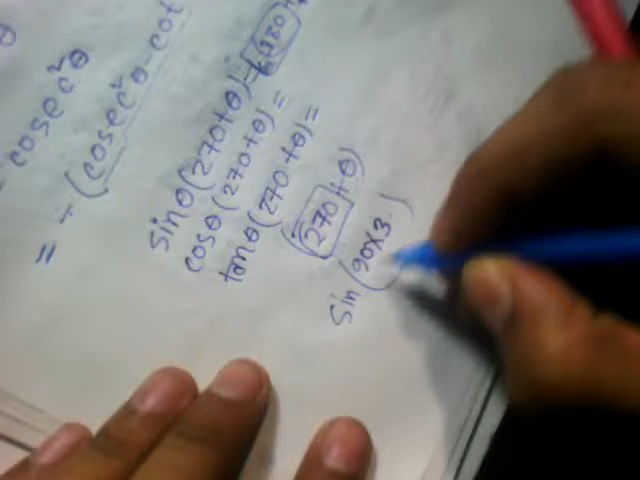 θ
cosec²θ
= - (cosec²θ - cot
sinθ(270+θ) =
cosθ(270+θ) =
tanθ(270+θ) =
(270+θ)
sin(90×3.)